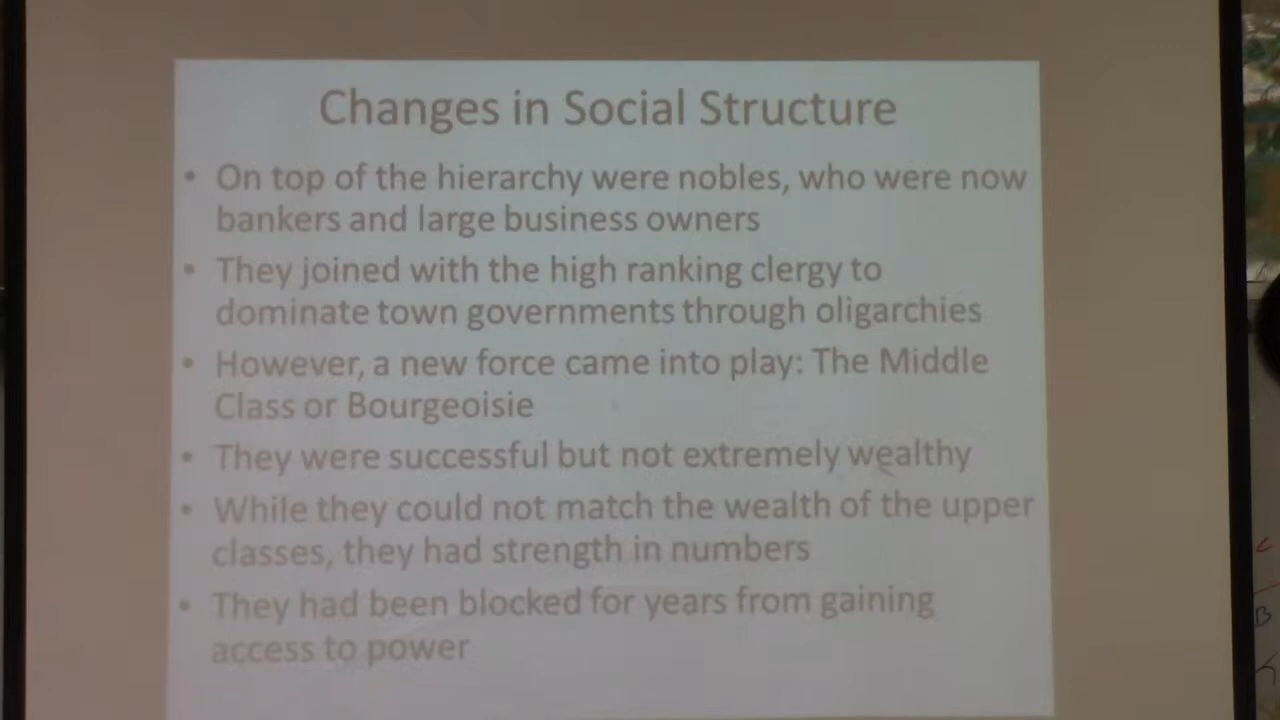 Changes in Social Structure
• On top of the hierarchy were nobles, who were now
bankers and large business owners
• They joined with the high ranking clergy to
dominate town governments through oligarchies
• However, a new force came into play: The Middle
Class or Bourgeoisie
• They were successful but not extremely wealthy
• While they could not match the wealth of the upper
classes, they had strength in numbers
• They had been blocked for years from gaining
access to power
B